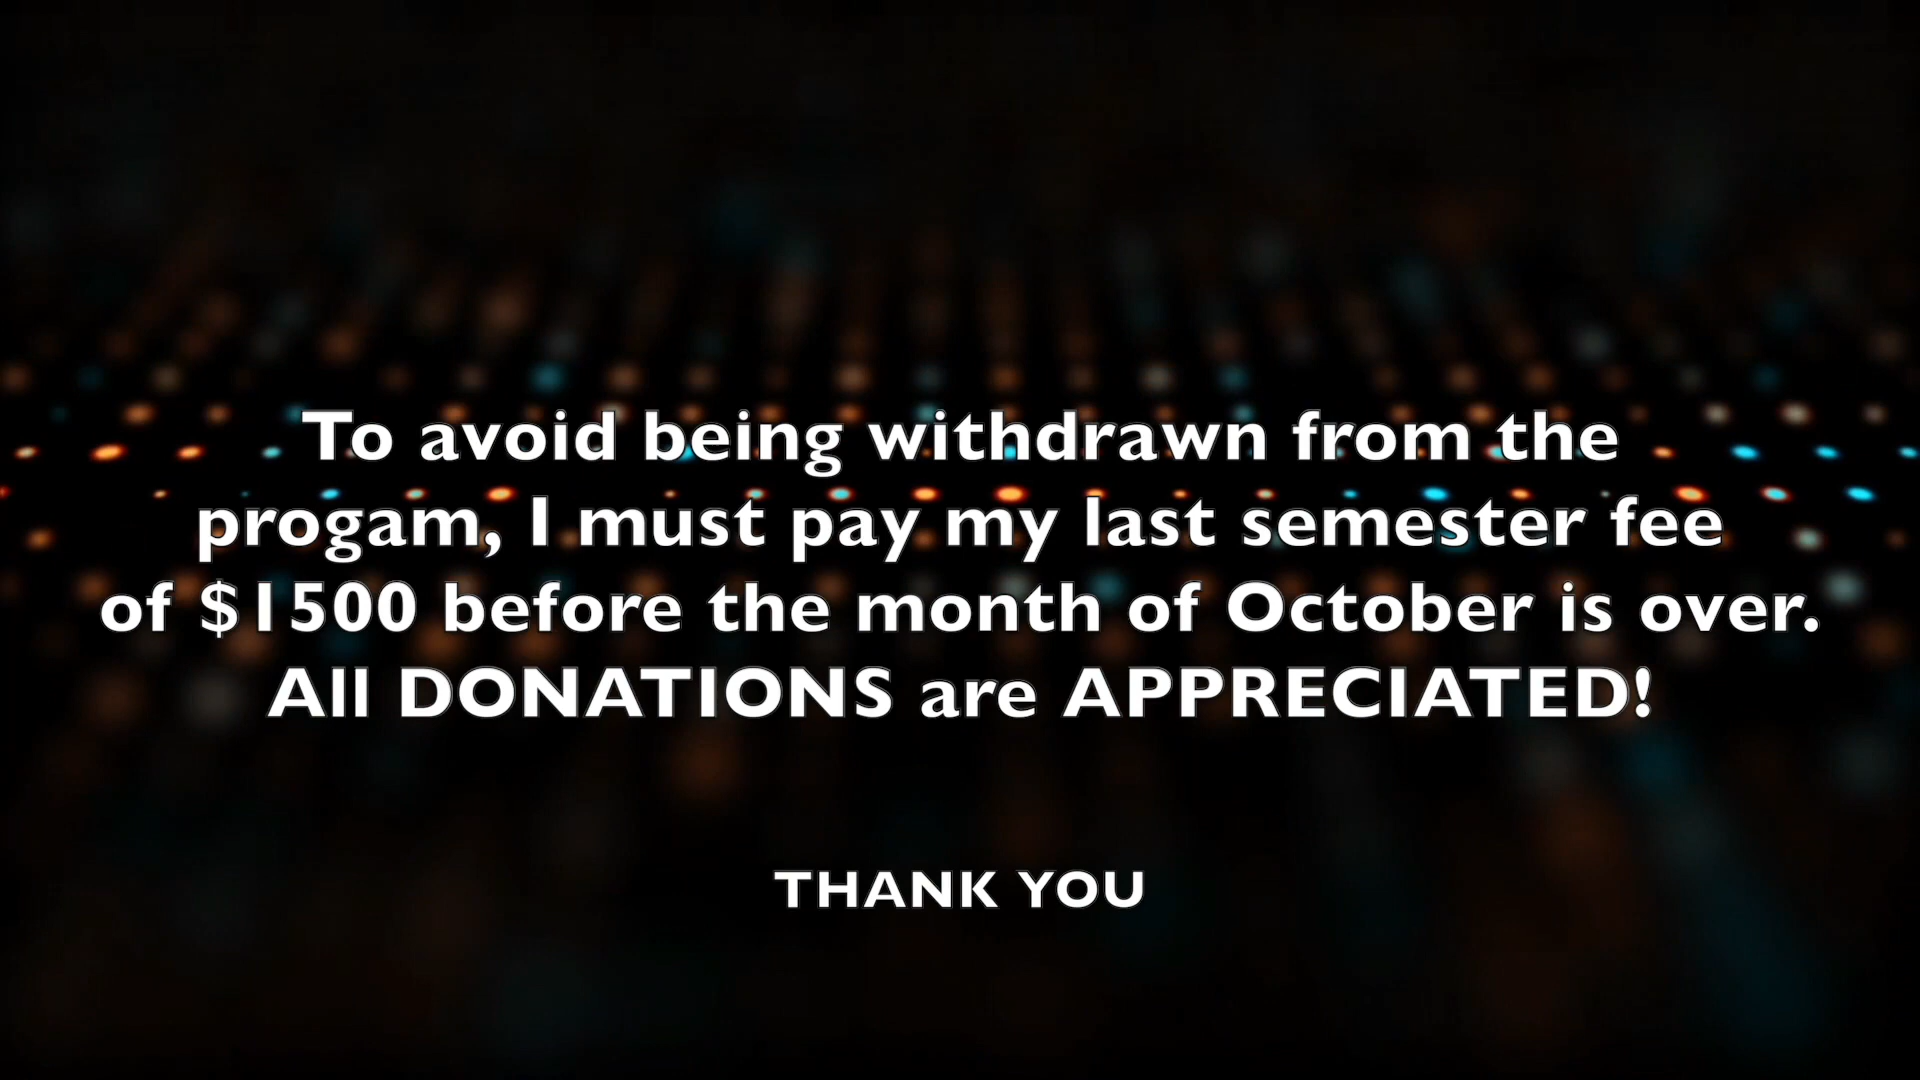 To avoid being withdrawn from the
progam, I must pay my last semester fee
of $1500 before the month of October is over.
All DONATIONS are APPRECIATED!
THANK YOU